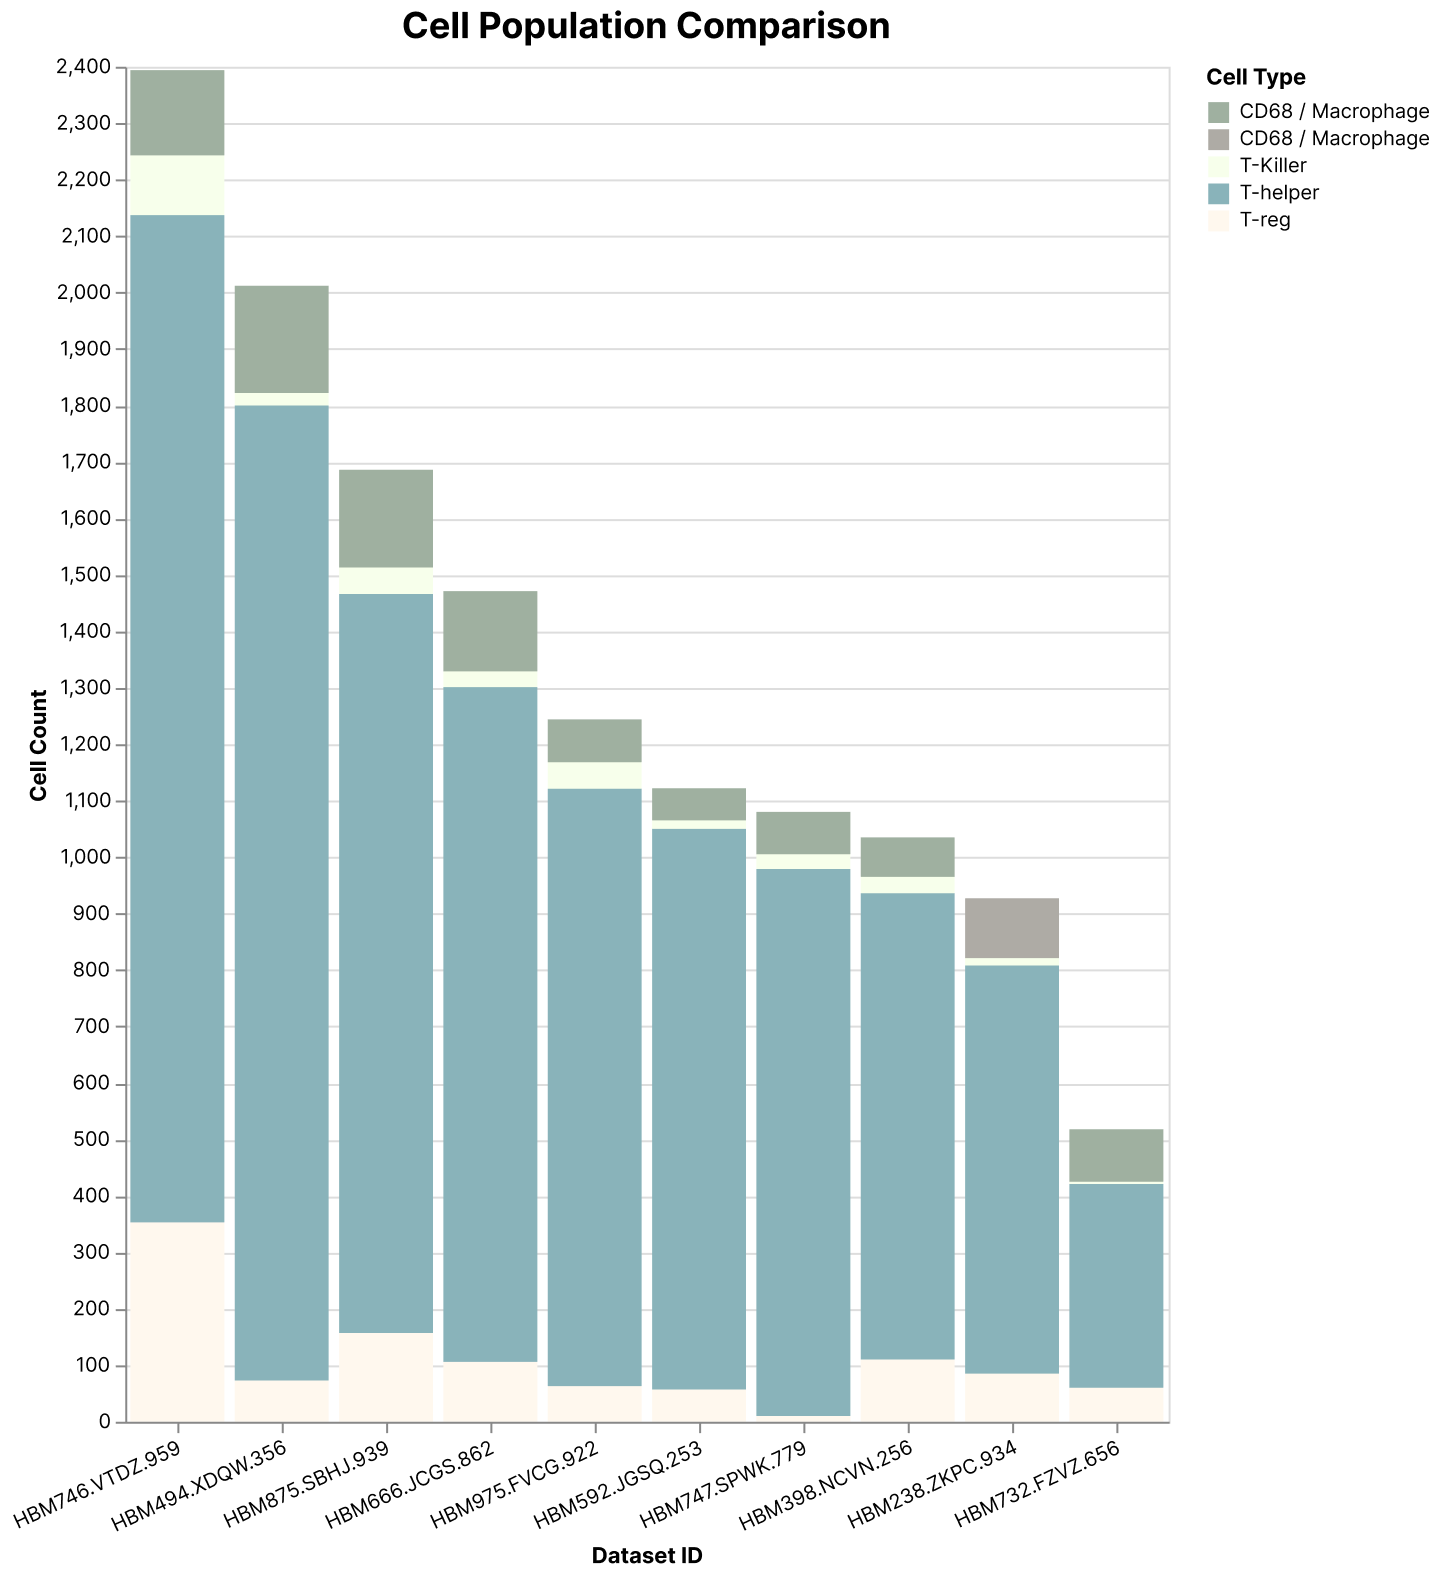 Cell Population Comparison
Cell Type
CD68 / Macrophage
CD68 / Macrophage
T-Killer
T-helper
T-reg
Cell Count
2,400
2,300
2,200
2,100
2,000
1,900
1,800
1,700
1,600
1,500
1,400
1,300
1,200
1,100
1,000
900
800
700
600
500
400
300
200
100
0
HBM746.VTDZ.959
HBM494.XDQW.356
HBM875.SBHJ.939
HBM666.JCGS.862
HBM975.FVCG.922
HBM592.JGSQ.253
HBM747.SPWK.779
HBM398.NCVN.256
HBM238.ZKPC.934
HBM732.FZVZ.656
Dataset ID